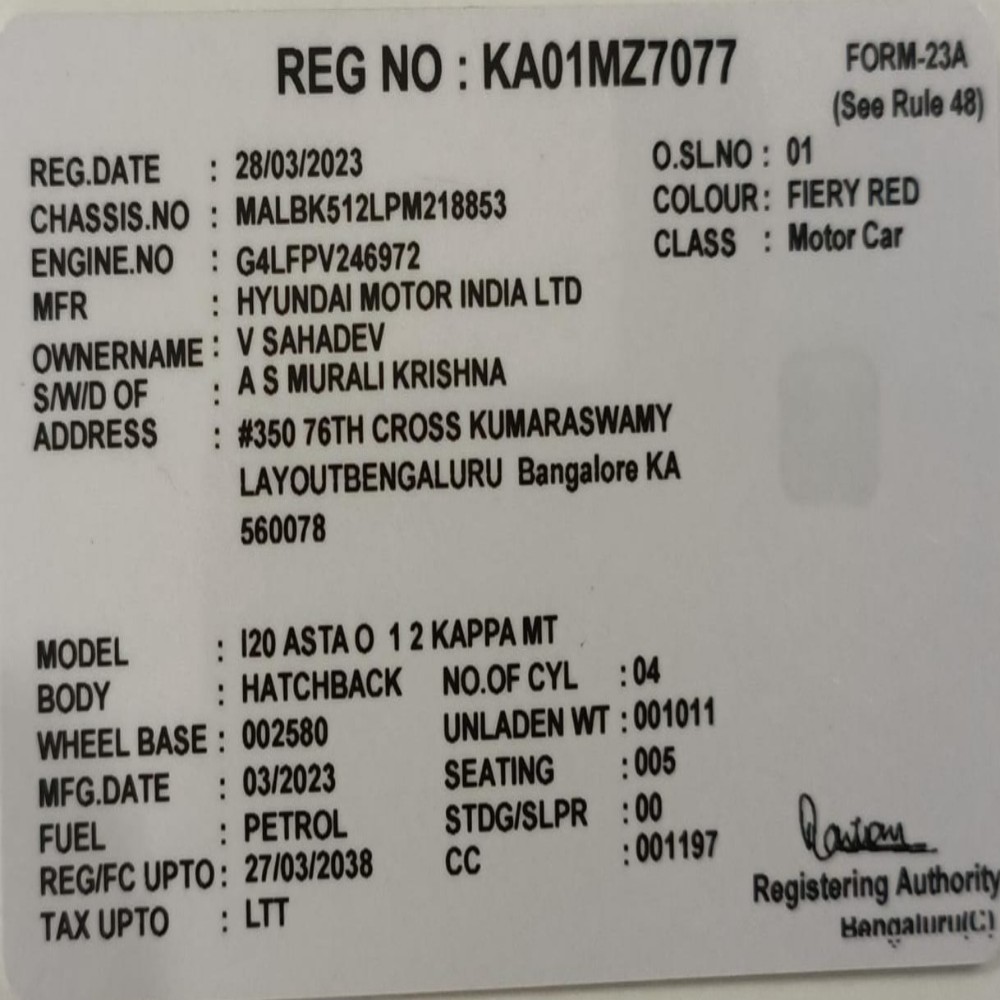 REG NO : KA01MZ7077
FORM-23A
(See Rule 48)
REG.DATE : 28/03/2023
O.SLNO : 01
CHASSIS.NO : MALBK512LPM218853
COLOUR : FIERY RED
ENGINE.NO : G4LFPV246972
CLASS : Motor Car
MFR : HYUNDAI MOTOR INDIA LTD
OWNERNAME : V SAHADEV
S/W/D OF : A S MURALI KRISHNA
ADDRESS : #350 76TH CROSS KUMARASWAMY
LAYOUTBENGALURU Bangalore KA
560078
MODEL : I20 ASTA O 1 2 KAPPA MT
BODY : HATCHBACK NO.OF CYL : 04
WHEEL BASE : 002580 UNLADEN WT : 001011
MFG.DATE : 03/2023 SEATING : 005
FUEL : PETROL STDG/SLPR : 00
REG/FC UPTO : 27/03/2038 CC : 001197
TAX UPTO : LTT
Registering Authority
Bengaluru(C)